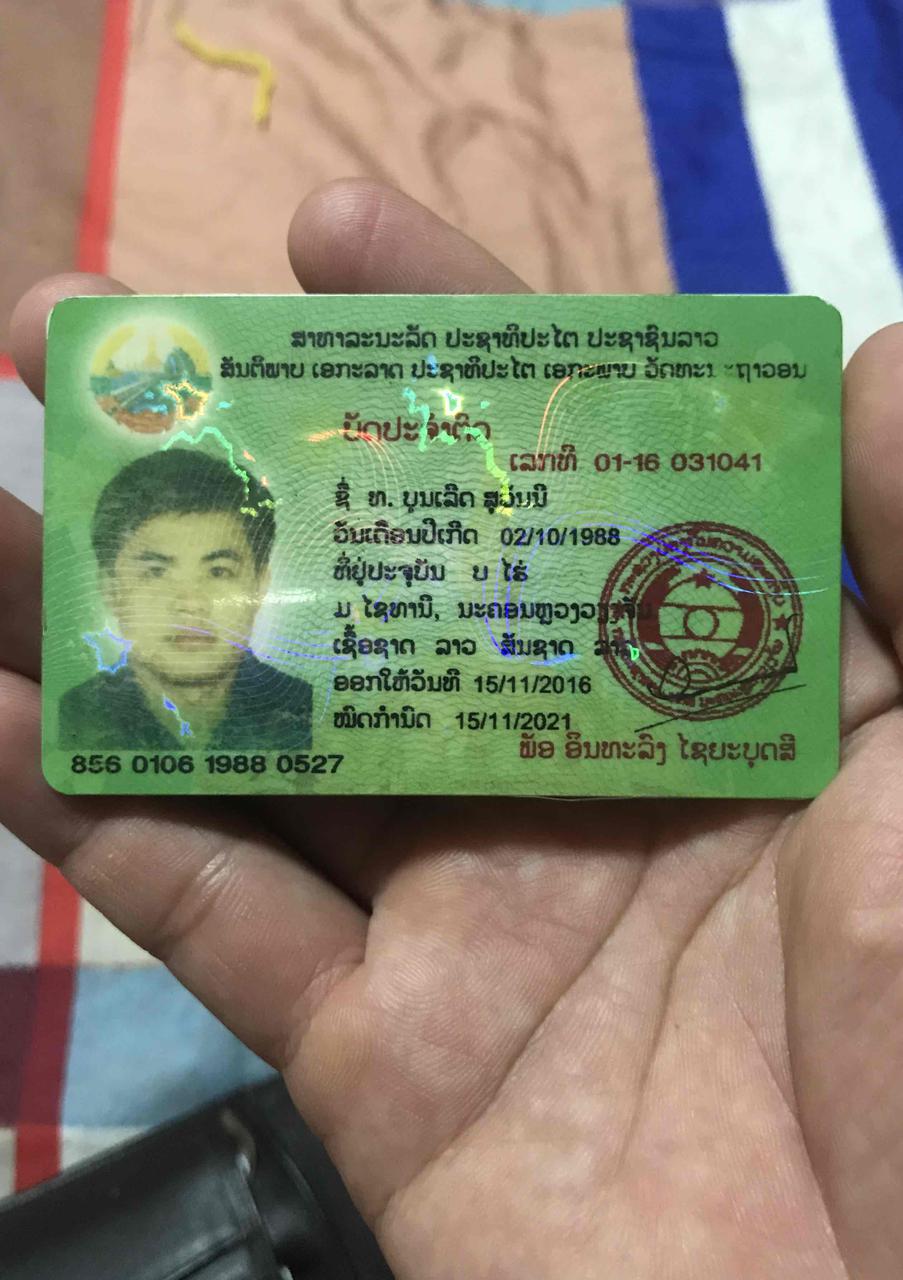 ສາທາລະນະລັດ ປະຊາທິປະໄຕ ປະຊາຊົນລາວ
ສັນຕິພາບ ເອກະລາດ ປະຊາທິປະໄຕ ເອກະພາບ ວັດທະນະຖາວອນ
ບັດປະຈຳຕົວ
ເລກທີ 01-16 031041
ຊື່ ທ. ບຸນເລີດ ສຸວັນນີ
ວັນເດືອນປີເກີດ 02/10/1988
ທີ່ຢູ່ປະຈຸບັນ ບ ໄຮ່
ມ ໄຊທານີ, ນະຄອນຫຼວງວຽງຈັນ
ເຊື້ອຊາດ ລາວ ສັນຊາດ ລາວ
ອອກໃຫ້ວັນທີ 15/11/2016
ໝົດກຳນົດ 15/11/2021
ພັອ ອິນທະລົງ ໄຊຍະບຸດສີ
856 0106 1988 0527